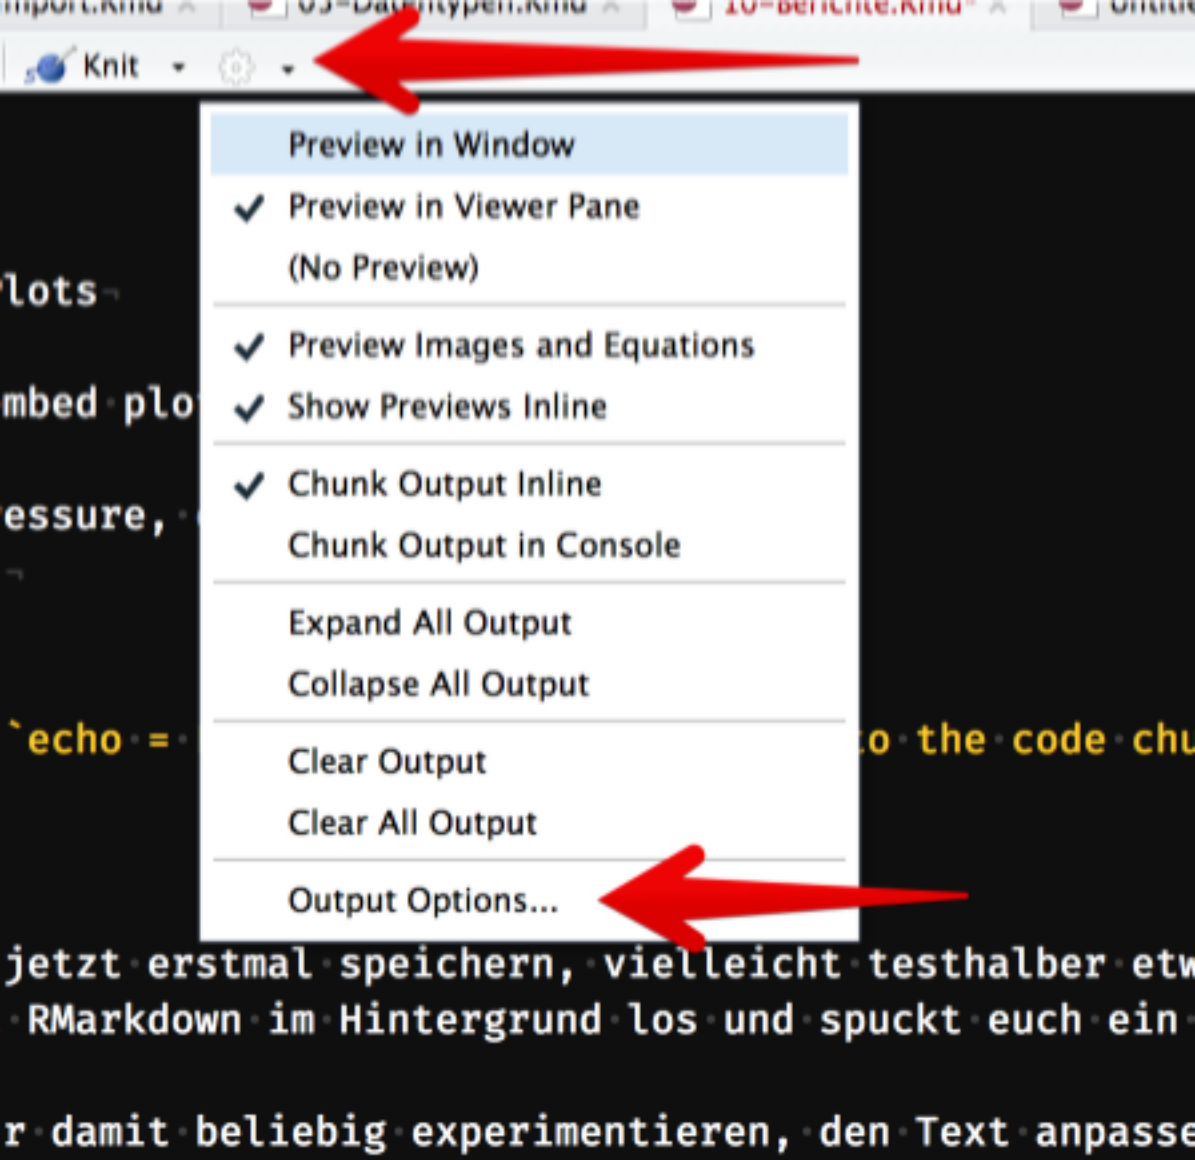 Knit
Preview in Window
Preview in Viewer Pane
(No Preview)
lots
Preview Images and Equations
mbed plo
Show Previews Inline
Chunk Output Inline
essure,
Chunk Output in Console
Expand All Output
Collapse All Output
`echo = o the code chu
Clear Output
Clear All Output
Output Options...
jetzt erstmal speichern, vielleicht testhalber etw
RMarkdown im Hintergrund los und spuckt euch ein
r damit beliebig experimentieren, den Text anpasse